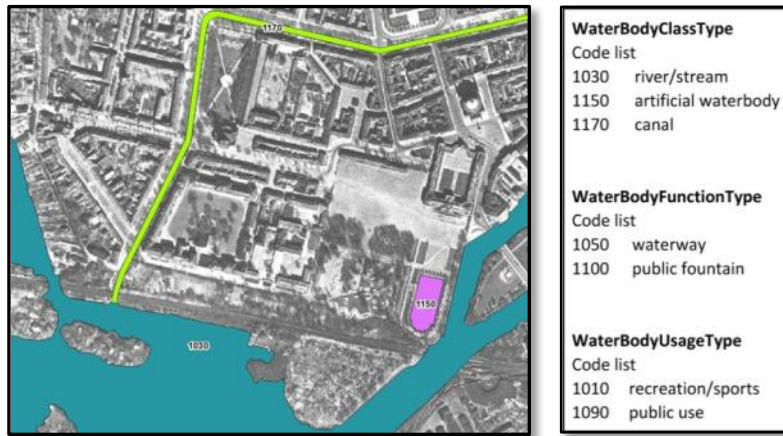 1170
1150
1030
WaterBodyClassType
Code list
1030 river/stream
1150 artificial waterbody
1170 canal
WaterBodyFunctionType
Code list
1050 waterway
1100 public fountain
WaterBodyUsageType
Code list
1010 recreation/sports
1090 public use